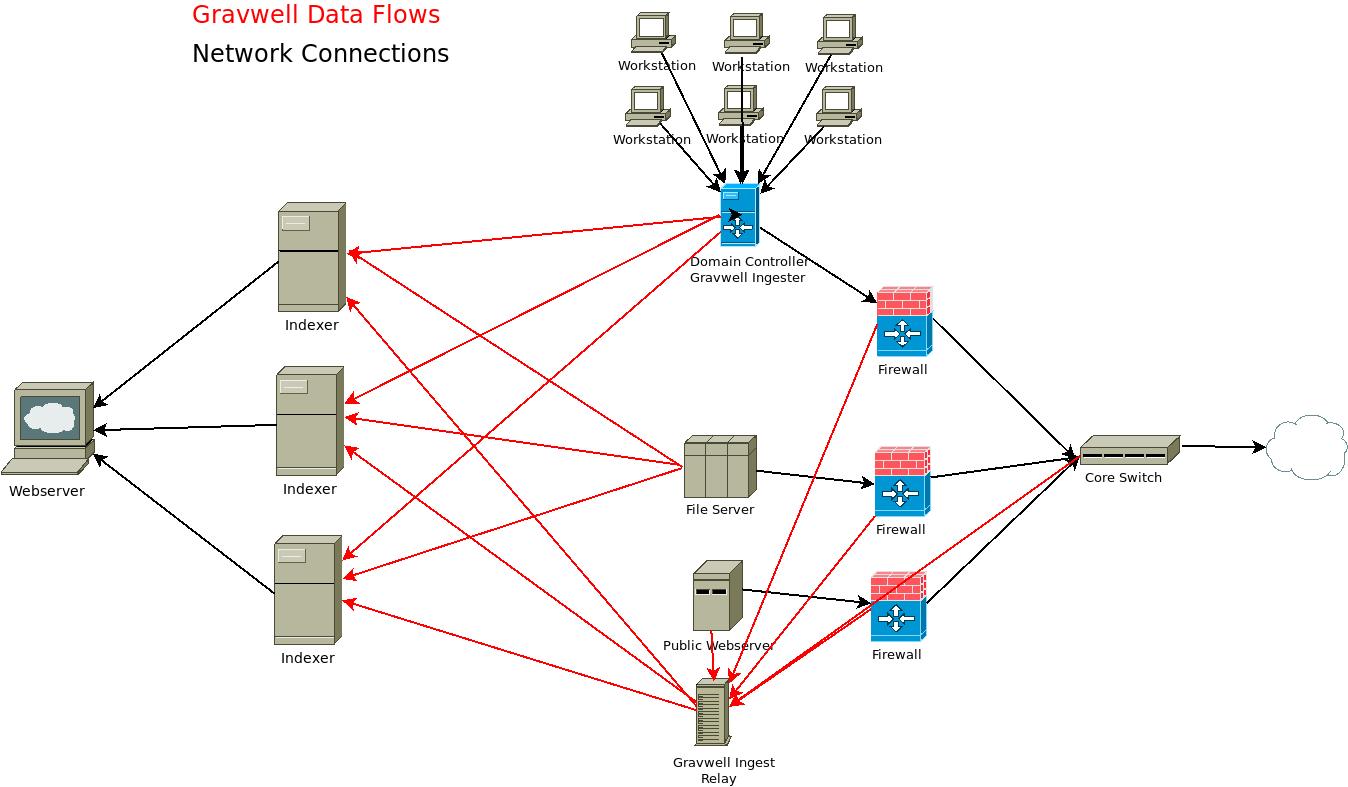 Gravwell Data Flows
Network Connections
Workstation
Workstation
Workstation
Workstation
Workstation
Workstation
Domain Controller
Gravwell Ingester
Indexer
Firewall
Indexer
Webserver
File Server
Firewall
Core Switch
Indexer
Public Webserver
Firewall
Gravwell Ingest
Relay